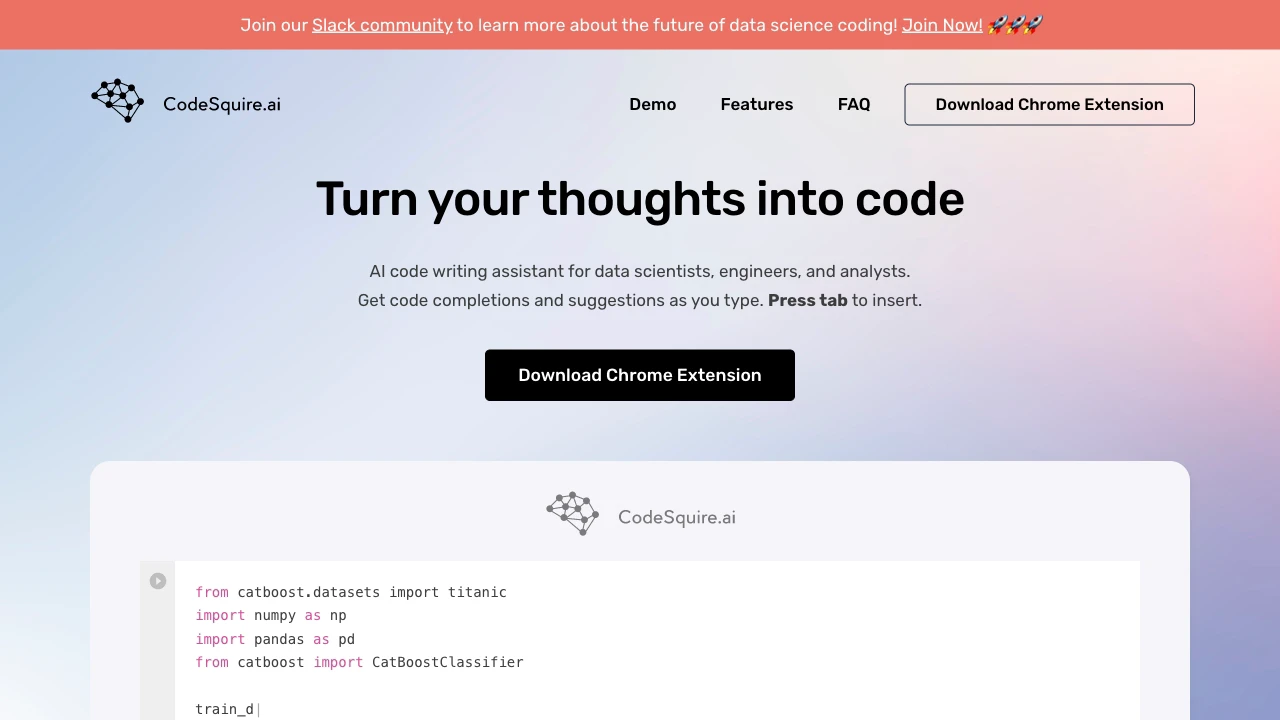 Join our Slack community to learn more about the future of data science coding! Join Now! 🚀🚀🚀
CodeSquire.ai
Demo
Features
FAQ
Download Chrome Extension
Turn your thoughts into code
AI code writing assistant for data scientists, engineers, and analysts.
Get code completions and suggestions as you type. Press tab to insert.
Download Chrome Extension
CodeSquire.ai
from catboost.datasets import titanic
import numpy as np
import pandas as pd
from catboost import CatBoostClassifier
train_d